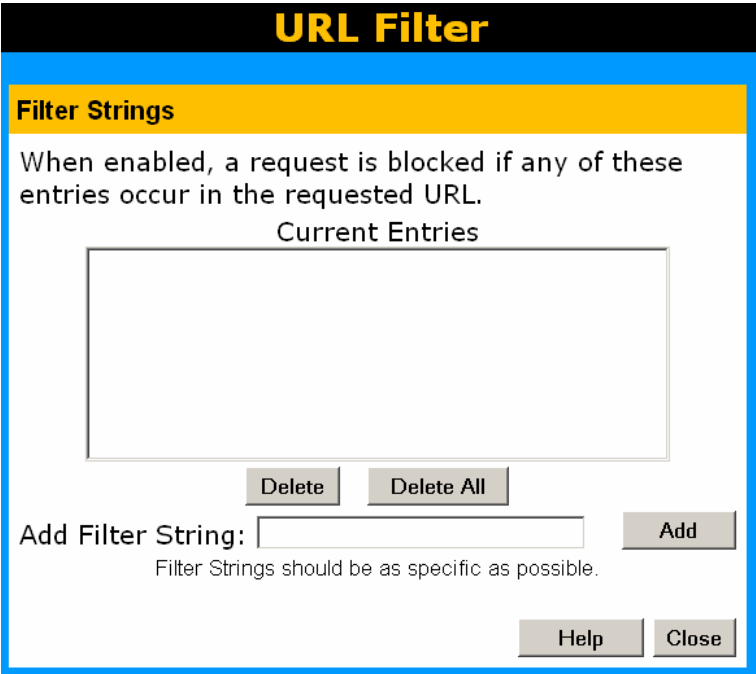 URL Filter
Filter Strings
When enabled, a request is blocked if any of these
entries occur in the requested URL.
Current Entries
Delete Delete All
Add Filter String: Add
Filter Strings should be as specific as possible.
Help Close